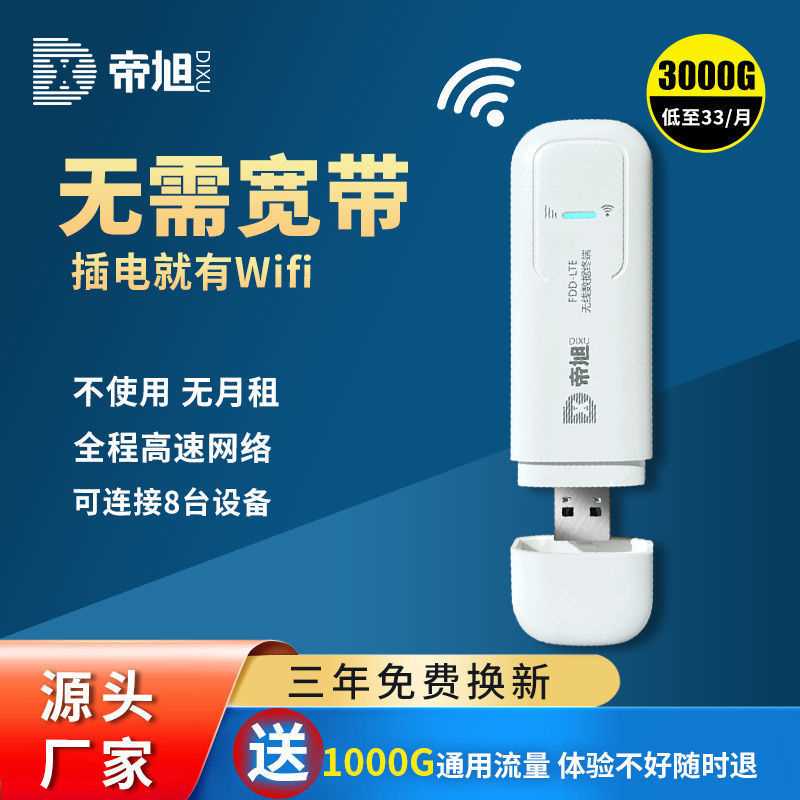 帝旭 DIXU
3000G
低至33/月
无需宽带
插电就有Wifi
FDD-LTE
无线数据终端
帝旭 DIXU
不使用 无月租
全程高速网络
可连接8台设备
源头
厂家
三年免费换新
送 1000G通用流量 体验不好随时退